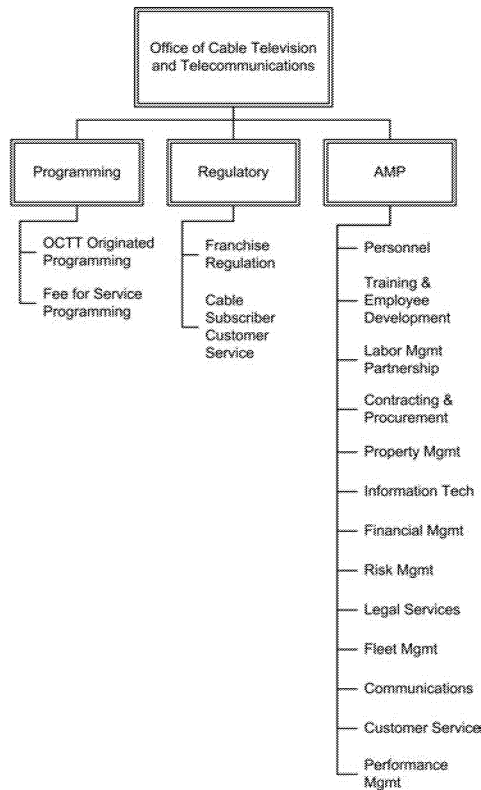 Office of Cable Television
and Telecommunications
Programming
Regulatory
AMP
OCTT Originated
Programming
Fee for Service
Programming
Franchise
Regulation
Cable
Subscriber
Customer
Service
Personnel
Training &
Employee
Development
Labor Mgmt
Partnership
Contracting &
Procurement
Property Mgmt
Information Tech
Financial Mgmt
Risk Mgmt
Legal Services
Fleet Mgmt
Communications
Customer Service
Performance
Mgmt